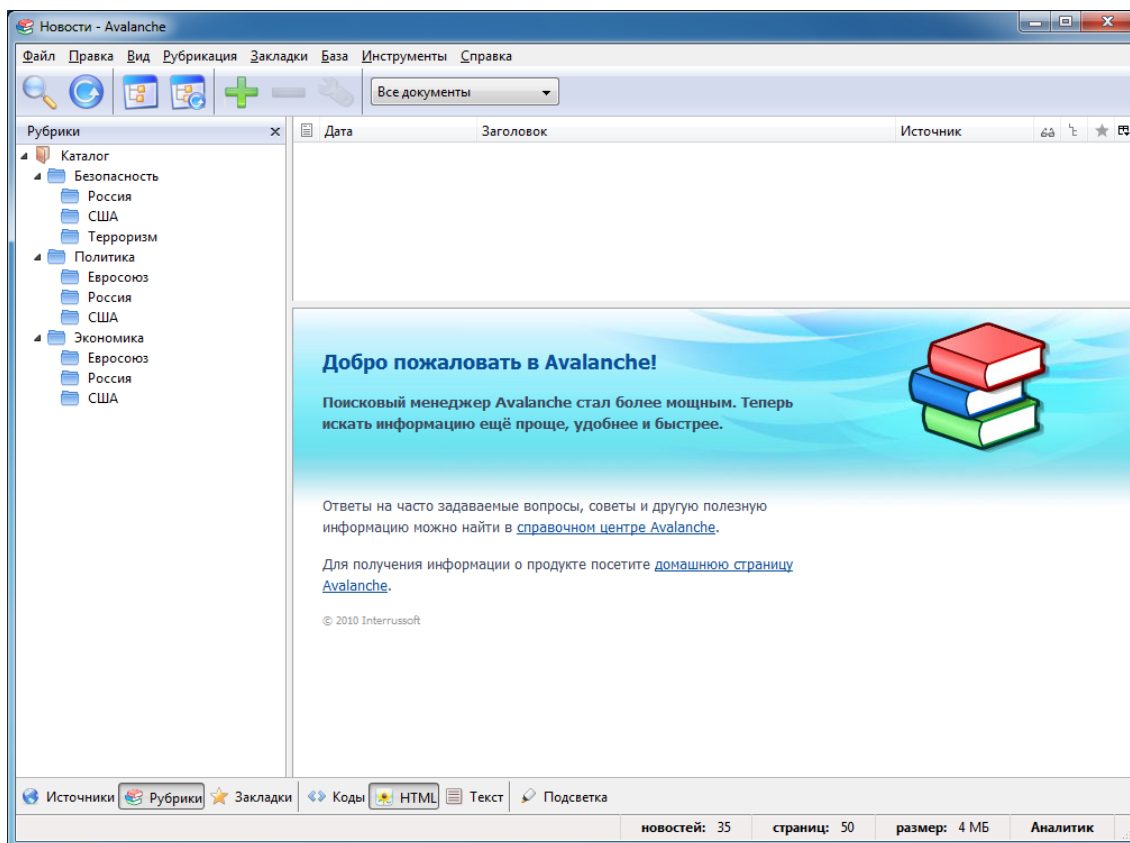 Новости - Avalanche
Файл Правка Вид Рубрикация Закладки База Инструменты Справка
Все документы
Рубрики
Дата Заголовок Источник
Каталог
Безопасность
Россия
США
Терроризм
Политика
Евросоюз
Россия
США
Экономика
Евросоюз
Россия
США
Добро пожаловать в Avalanche!
Поисковый менеджер Avalanche стал более мощным. Теперь
искать информацию ещё проще, удобнее и быстрее.
Ответы на часто задаваемые вопросы, советы и другую полезную
информацию можно найти в справочном центре Avalanche.
Для получения информации о продукте посетите домашнюю страницу
Avalanche.
© 2010 Interrussoft
Источники Рубрики Закладки Коды HTML Текст Подсветка
новостей: 35 страниц: 50 размер: 4 МБ Аналитик